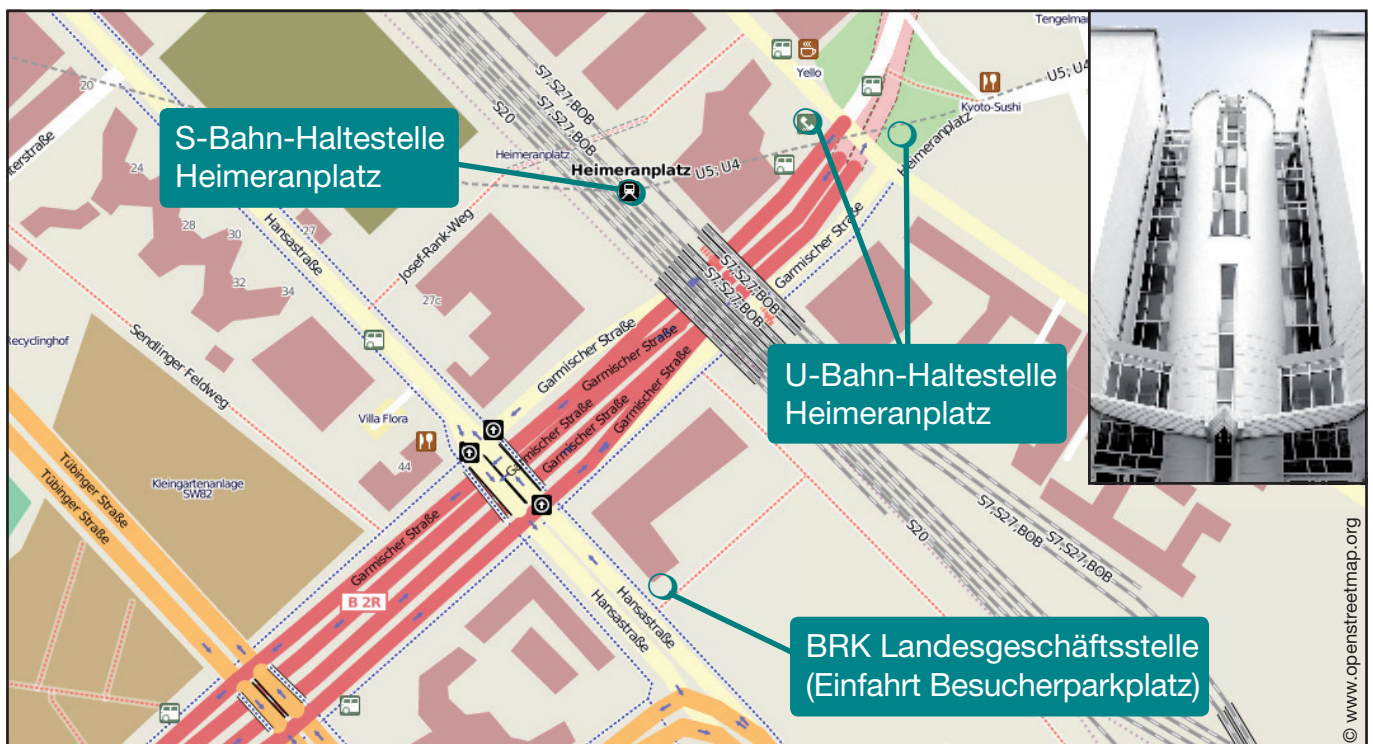 Tengelma
S7;S27;BOB
S7;S27;BOB
S20
Yello
Kyoto-Sushi
U5; U4
Heimeranplatz
20
S-Bahn-Haltestelle
Heimeranplatz
Heimeranplatz
Heimeranplatz
U5; U4
terstraße
24
28
30
27
32
34
Hansastraße
Josef-Rank-Weg
27c
Garmischer Straße
S7;S27;BOB
S7;S27;BOB
Recyclinghof
Sendlinger Feldweg
Garmischer Straße
Garmischer Straße
Garmischer Straße
Garmischer Straße
Garmischer Straße
Garmischer Straße
U-Bahn-Haltestelle
Heimeranplatz
Villa Flora
44
Tübinger Straße
Tübinger Straße
Kleingartenanlage
SW82
Garmischer Straße
B 2R
Hansastraße
Hansastraße
S20
S7;S27;BOB
S7;S27;BOB
BRK Landesgeschäftsstelle
(Einfahrt Besucherparkplatz)
© www.openstreetmap.org